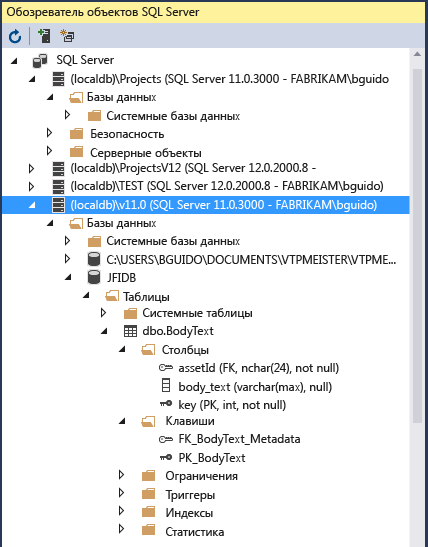 Обозреватель объектов SQL Server
SQL Server
(localdb)\Projects (SQL Server 11.0.3000 - FABRIKAM\bguido
Базы данных
Системные базы данных
Безопасность
Серверные объекты
(localdb)\ProjectsV12 (SQL Server 12.0.2000.8 -
(localdb)\TEST (SQL Server 12.0.2000.8 - FABRIKAM\bguido)
(localdb)\v11.0 (SQL Server 11.0.3000 - FABRIKAM\bguido)
Базы данных
Системные базы данных
C:\USERS\BGUIDO\DOCUMENTS\VTPMEISTER\VTPME...
JFIDB
Таблицы
Системные таблицы
dbo.BodyText
Столбцы
assetId (FK, nchar(24), not null)
body_text (varchar(max), null)
key (PK, int, not null)
Клавиши
FK_BodyText_Metadata
PK_BodyText
Ограничения
Триггеры
Индексы
Статистика